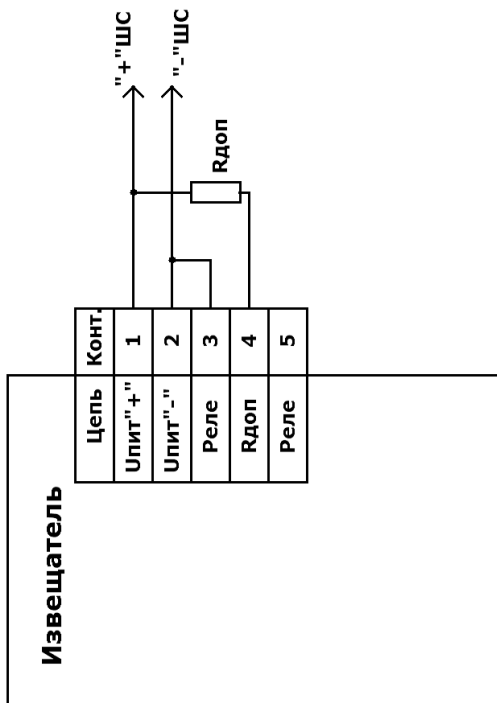 Извещатель
Цепь Конт.
Uпит"+" 1
Uпит"-" 2
Реле 3
Rдоп 4
Реле 5
"+"ШС
"-"ШС
Rдоп